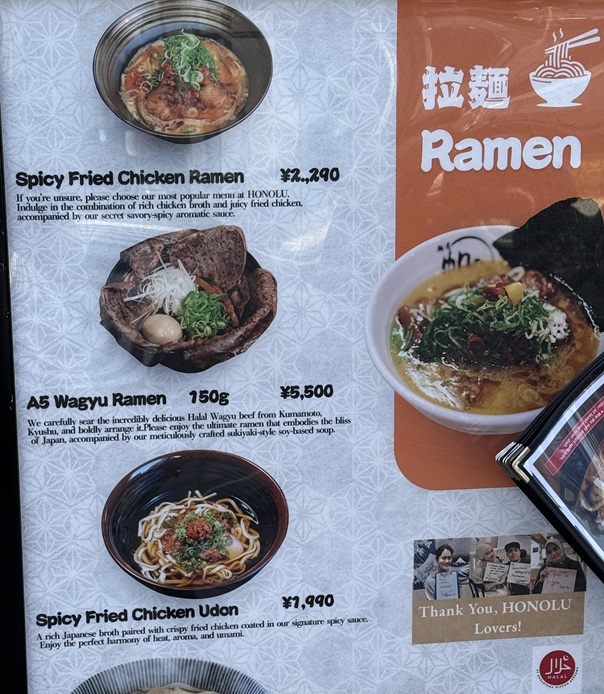 拉麺
Ramen
Spicy Fried Chicken Ramen ¥2,290
If you're unsure, please choose our most popular menu at HONOLU.
Indulge in the combination of rich chicken broth and juicy fried chicken,
accompanied by our secret savory-spicy aromatic sauce.
A5 Wagyu Ramen 150g ¥5,500
We carefully sear the incredibly delicious Halal Wagyu beef from Kumamoto,
Kyushu, and boldly arrange it.Please enjoy the ultimate ramen that embodies the bliss
of Japan, accompanied by our meticulously crafted sukiyaki-style soy-based soup.
Spicy Fried Chicken Udon ¥1,990
A rich Japanese broth paired with crispy fried chicken coated in our signature spicy sauce.
Enjoy the perfect harmony of heat, aroma, and umami.
Thank You, HONOLU
Lovers!
حلال
HALAL